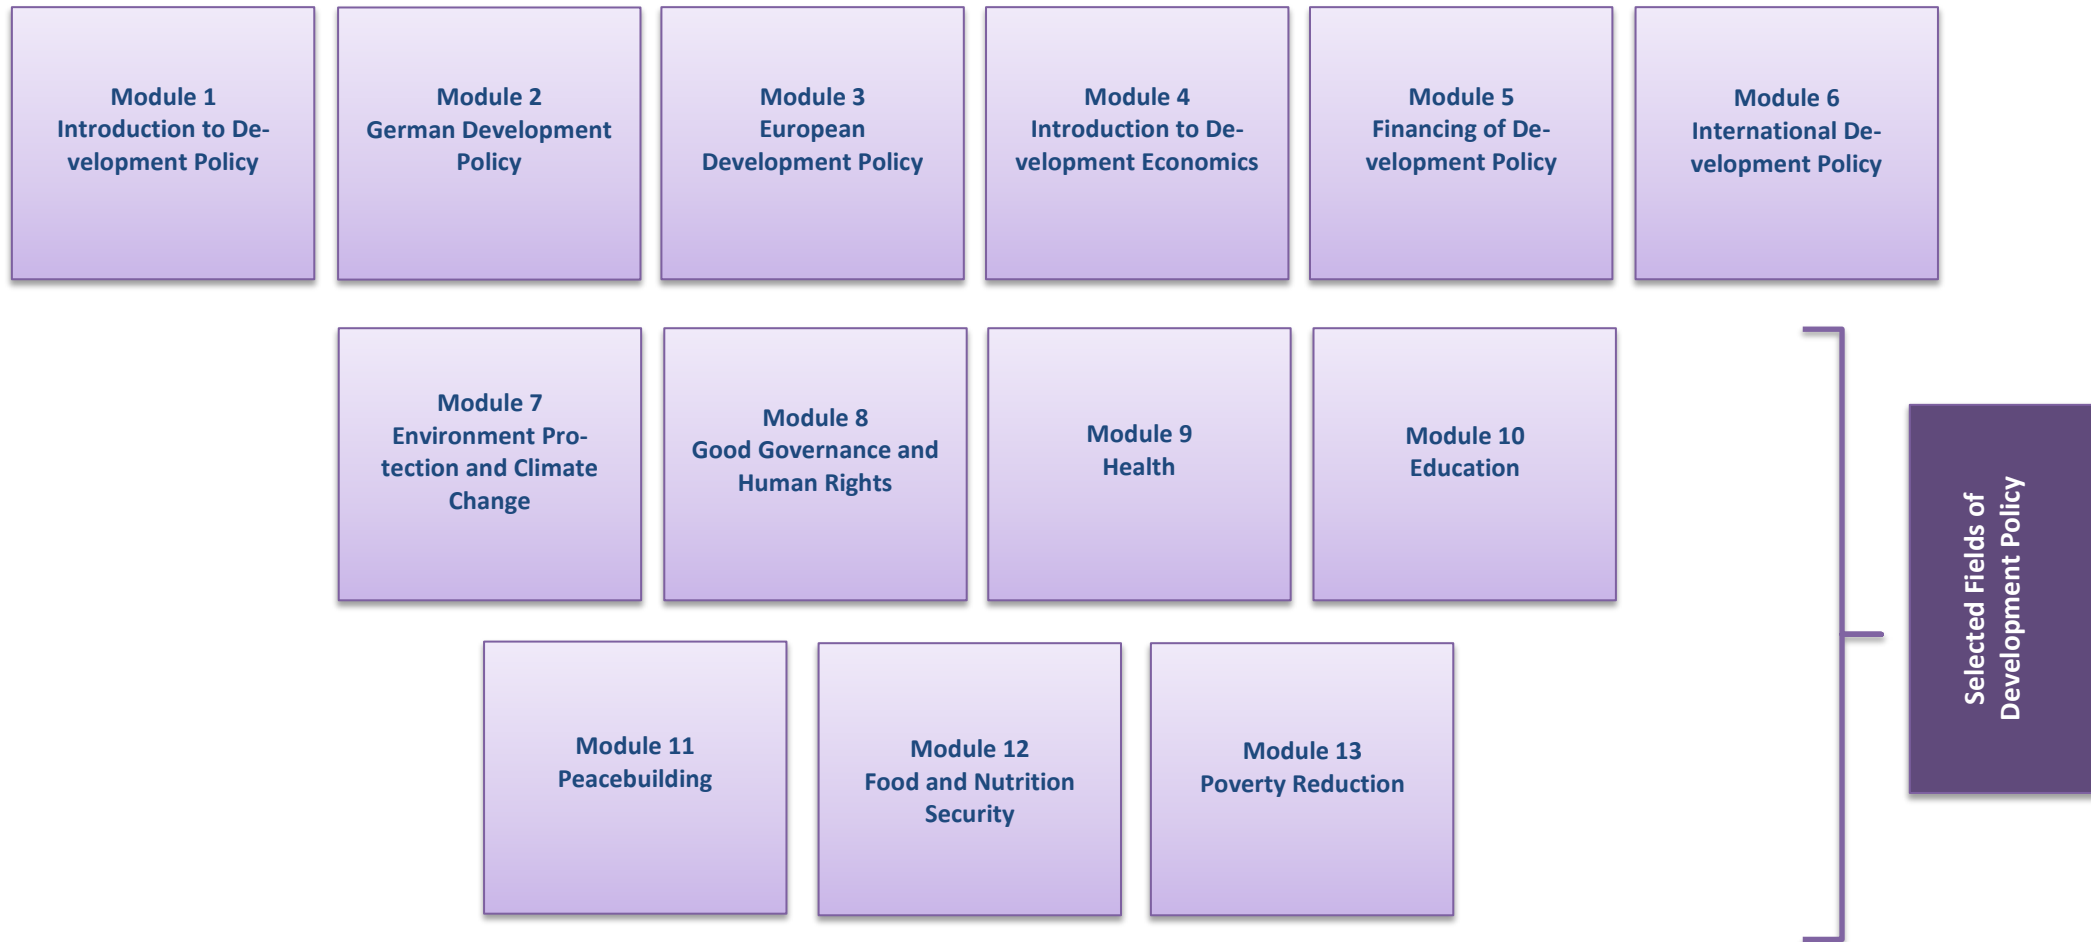 Module 1
Introduction to De-
velopment Policy
Module 2
German Development
Policy
Module 3
European
Development Policy
Module 4
Introduction to De-
velopment Economics
Module 5
Financing of De-
velopment Policy
Module 6
International De-
velopment Policy
Module 7
Environment Pro-
tection and Climate
Change
Module 8
Good Governance and
Human Rights
Module 9
Health
Module 10
Education
Selected Fields of
Development Policy
Module 11
Peacebuilding
Module 12
Food and Nutrition
Security
Module 13
Poverty Reduction